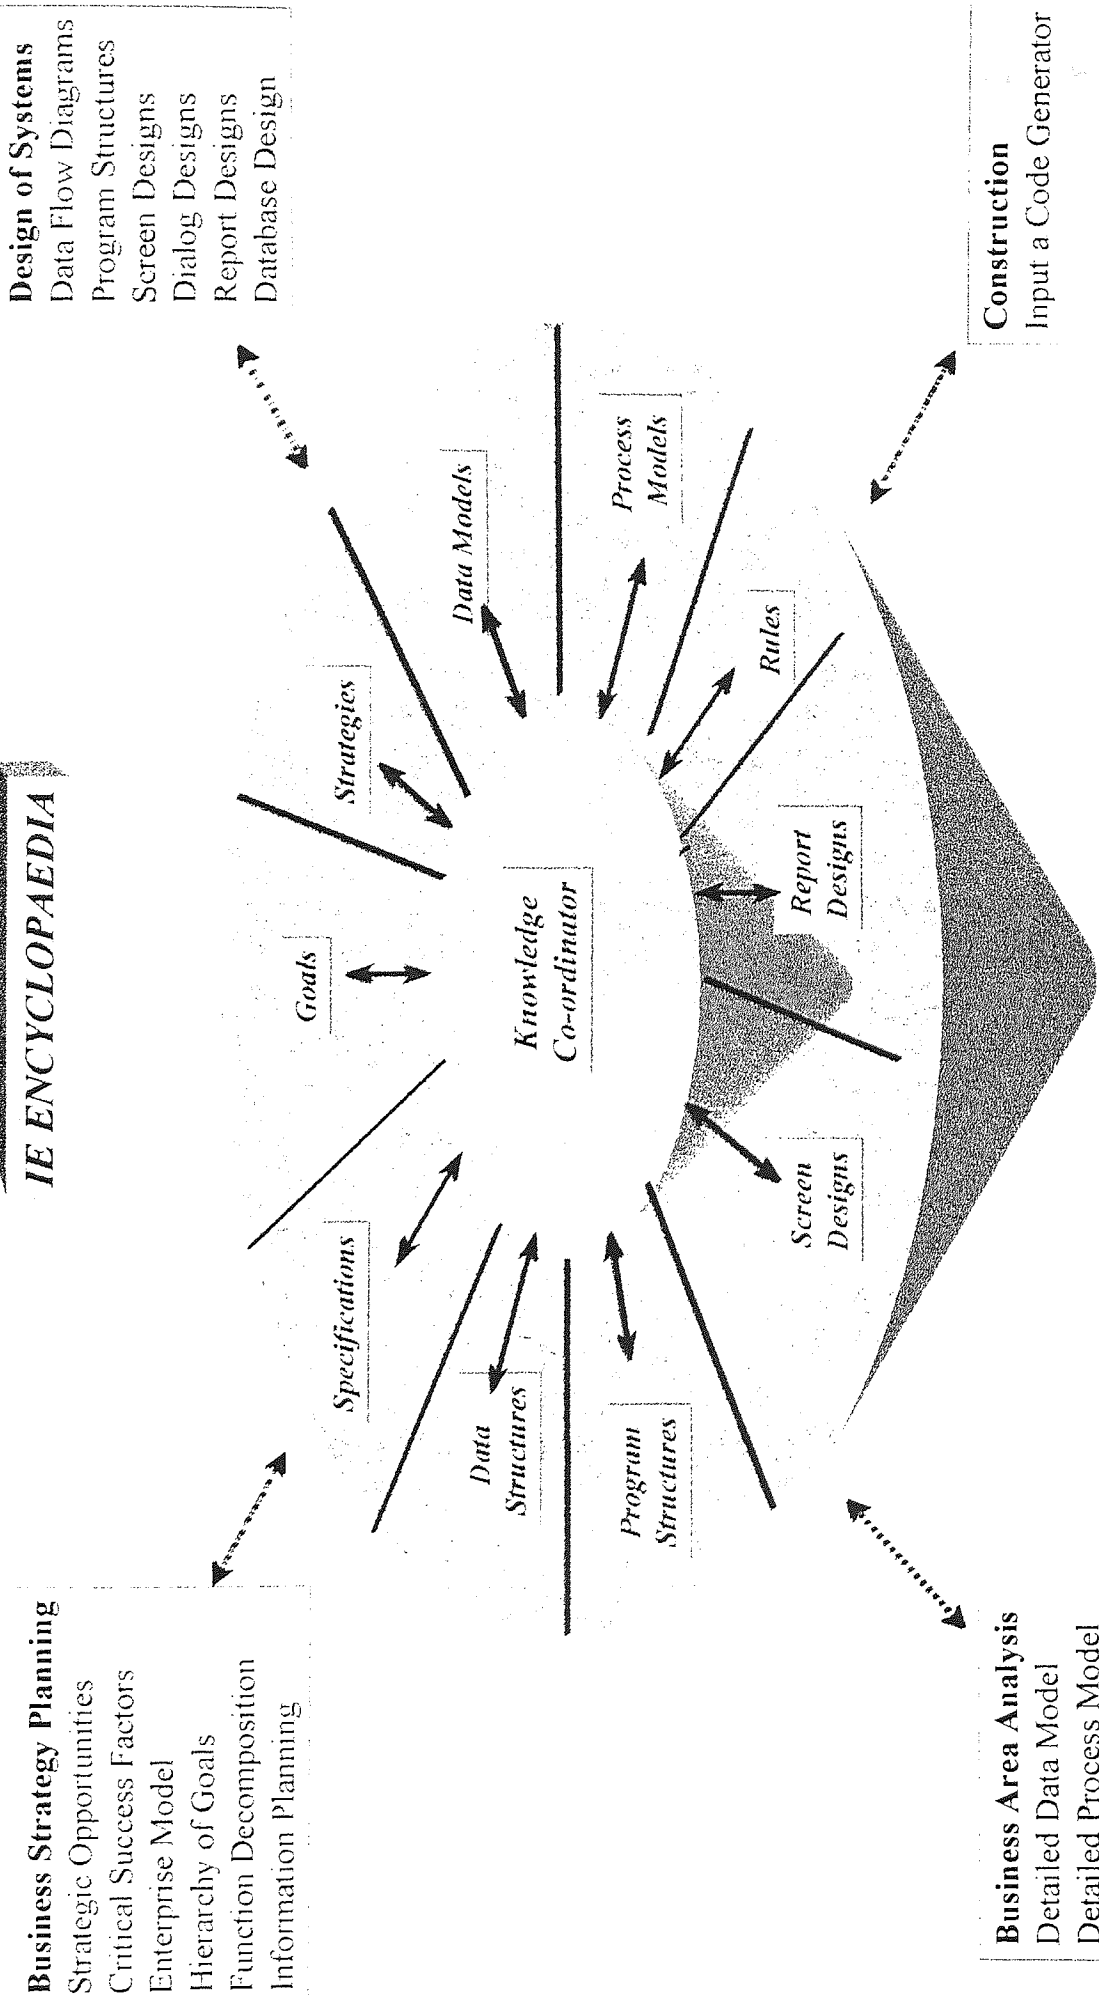 IE ENCYCLOPAEDIA
Business Strategy Planning
Strategic Opportunities
Critical Success Factors
Enterprise Model
Hierarchy of Goals
Function Decomposition
Information Planning
Design of Systems
Data Flow Diagrams
Program Structures
Screen Designs
Dialog Designs
Report Designs
Database Design
Goals
Strategies
Specifications
Data Models
Data
Structures
Knowledge
Co-ordinator
Process
Models
Program
Structures
Rules
Screen
Designs
Report
Designs
Business Area Analysis
Detailed Data Model
Detailed Process Model
Construction
Input a Code Generator